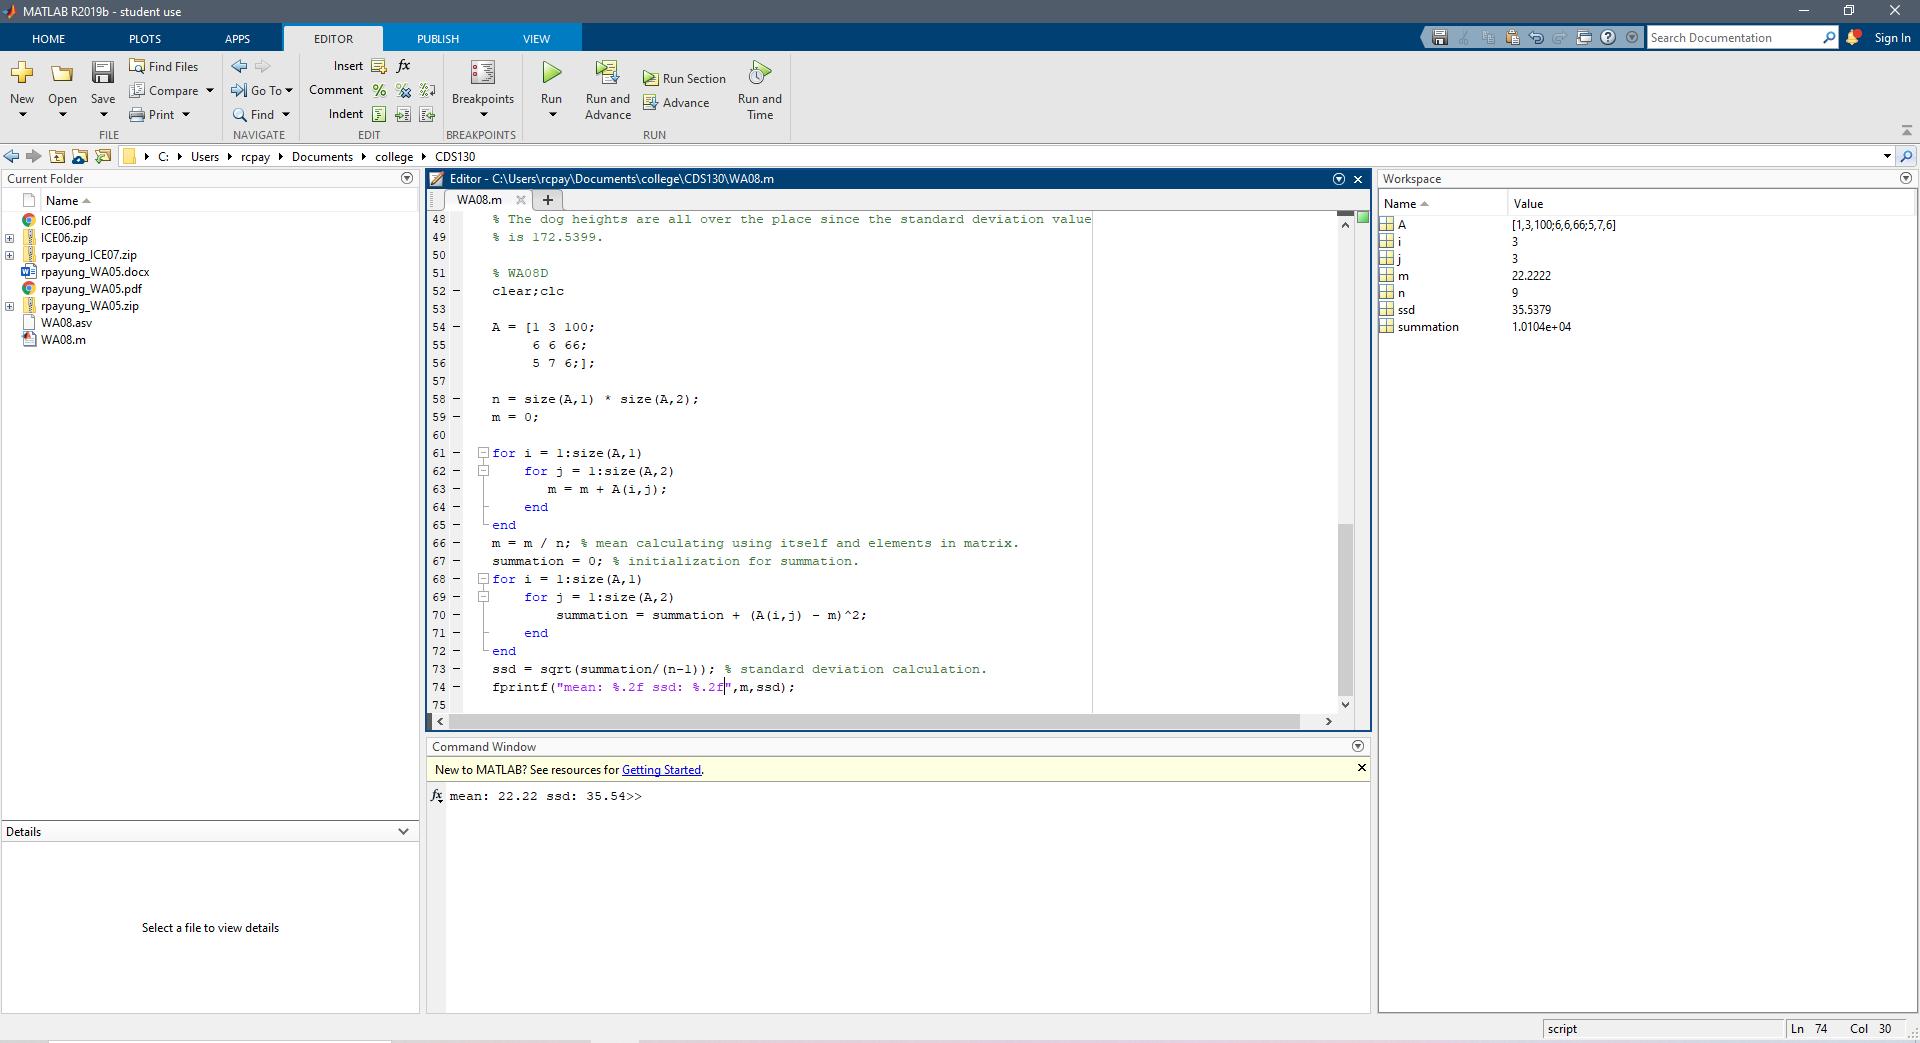 MATLAB R2019b - student use
HOME PLOTS APPS EDITOR PUBLISH VIEW
Search Documentation
Sign In
New
Open
Save
Find Files
Compare
Print
FILE
Go To
Find
NAVIGATE
Insert fx
Comment
Indent
EDIT
Breakpoints
BREAKPOINTS
Run
Run and Advance
Run Section
Advance
Run and Time
RUN
C: Users rcpay Documents college CDS130
Current Folder
Name
ICE06.pdf
ICE06.zip
rpayung_ICE07.zip
rpayung_WA05.docx
rpayung_WA05.pdf
rpayung_WA05.zip
WA08.asv
WA08.m
Details
Select a file to view details
Editor - C:\Users\rcpay\Documents\college\CDS130\WA08.m
WA08.m
48 % The dog heights are all over the place since the standard deviation value
49 % is 172.5399.
50
51 % WA08D
52 clear;clc
53
54 A = [1 3 100;
55 6 6 66;
56 5 7 6;];
57
58 n = size(A,1) * size(A,2);
59 m = 0;
60
61 for i = 1:size(A,1)
62 for j = 1:size(A,2)
63 m = m + A(i,j);
64 end
65 end
66 m = m / n; % mean calculating using itself and elements in matrix.
67 summation = 0; % initialization for summation.
68 for i = 1:size(A,1)
69 for j = 1:size(A,2)
70 summation = summation + (A(i,j) - m)^2;
71 end
72 end
73 ssd = sqrt(summation/(n-1)); % standard deviation calculation.
74 fprintf("mean: %.2f ssd: %.2f",m,ssd);
75
Command Window
New to MATLAB? See resources for Getting Started.
fx mean: 22.22 ssd: 35.54>>
Workspace
Name Value
A [1,3,100;6,6,66;5,7,6]
i 3
j 3
m 22.2222
n 9
ssd 35.5379
summation 1.0104e+04
script
Ln 74 Col 30